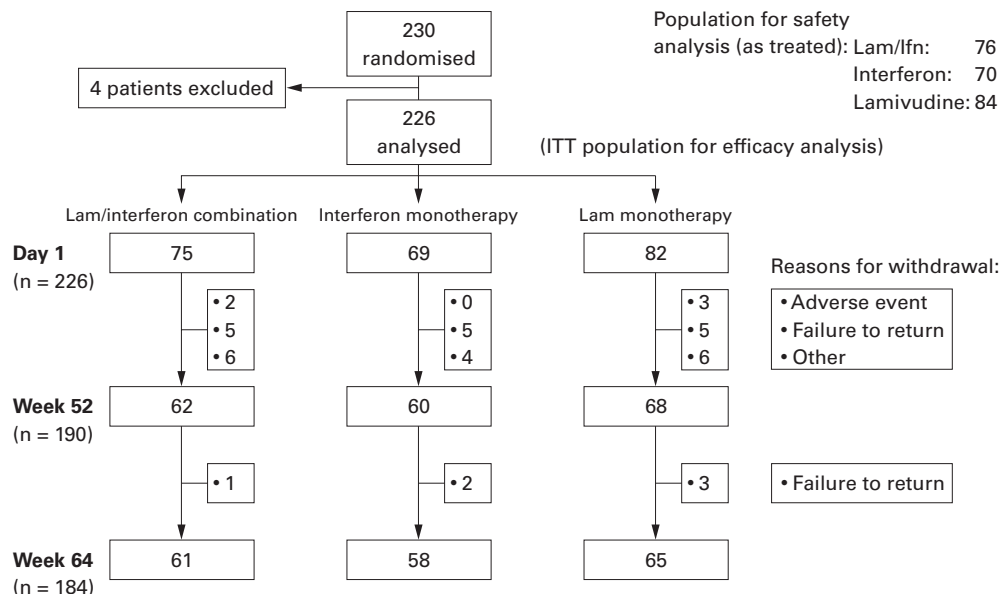 230
randomised
Population for safety
analysis (as treated): Lam/Ifn: 76
Interferon: 70
Lamivudine: 84
4 patients excluded
226
analysed
(ITT population for efficacy analysis)
Lam/interferon combination
Interferon monotherapy
Lam monotherapy
Day 1
(n = 226)
75
69
82
Reasons for withdrawal:
• 2
• 5
• 6
• 0
• 5
• 4
• 3
• 5
• 6
• Adverse event
• Failure to return
• Other
Week 52
(n = 190)
62
60
68
• 1
• 2
• 3
• Failure to return
Week 64
(n = 184)
61
58
65